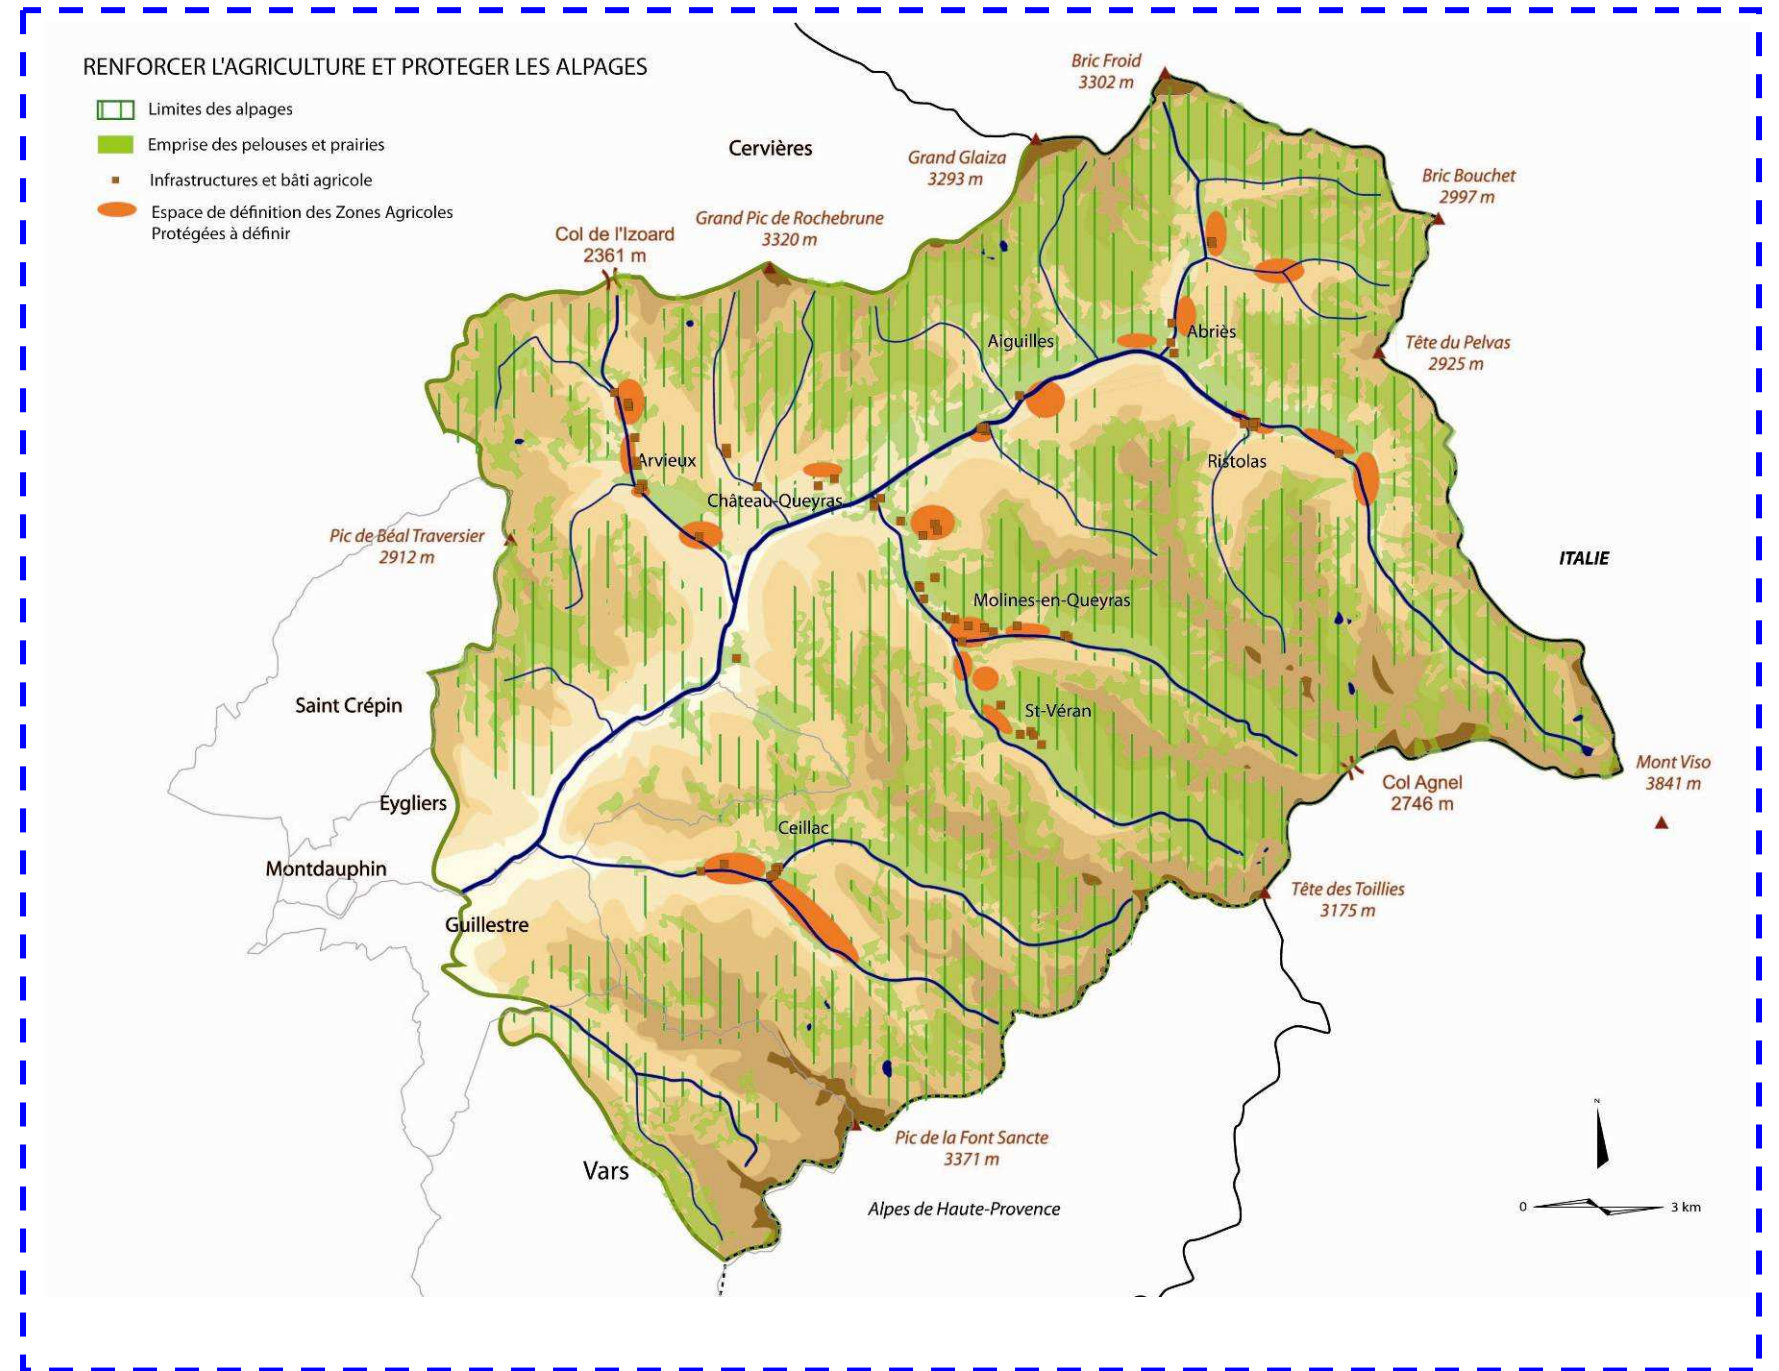 RENFORCER L'AGRICULTURE ET PROTEGER LES ALPAGES
Limites des alpages
Emprise des pelouses et prairies
Infrastructures et bâti agricole
Espace de définition des Zones Agricoles
Protégées à définir
Bric Froid
3302 m
Cervières
Grand Glaiza
3293 m
Bric Bouchet
2997 m
Grand Pic de Rochebrune
3320 m
Col de l'Izoard
2361 m
Aiguilles
Abriès
Tête du Pelvas
2925 m
Arvieux
Ristolas
Château-Queyras
Pic de Béal Traversier
2912 m
ITALIE
Molines-en-Queyras
Saint Crépin
St-Véran
Mont Viso
3841 m
Col Agnel
2746 m
Eygliers
Ceillac
Montdauphin
Tête des Toillies
3175 m
Guillestre
N
Pic de la Font Sancte
3371 m
Vars
Alpes de Haute-Provence
0
3 km